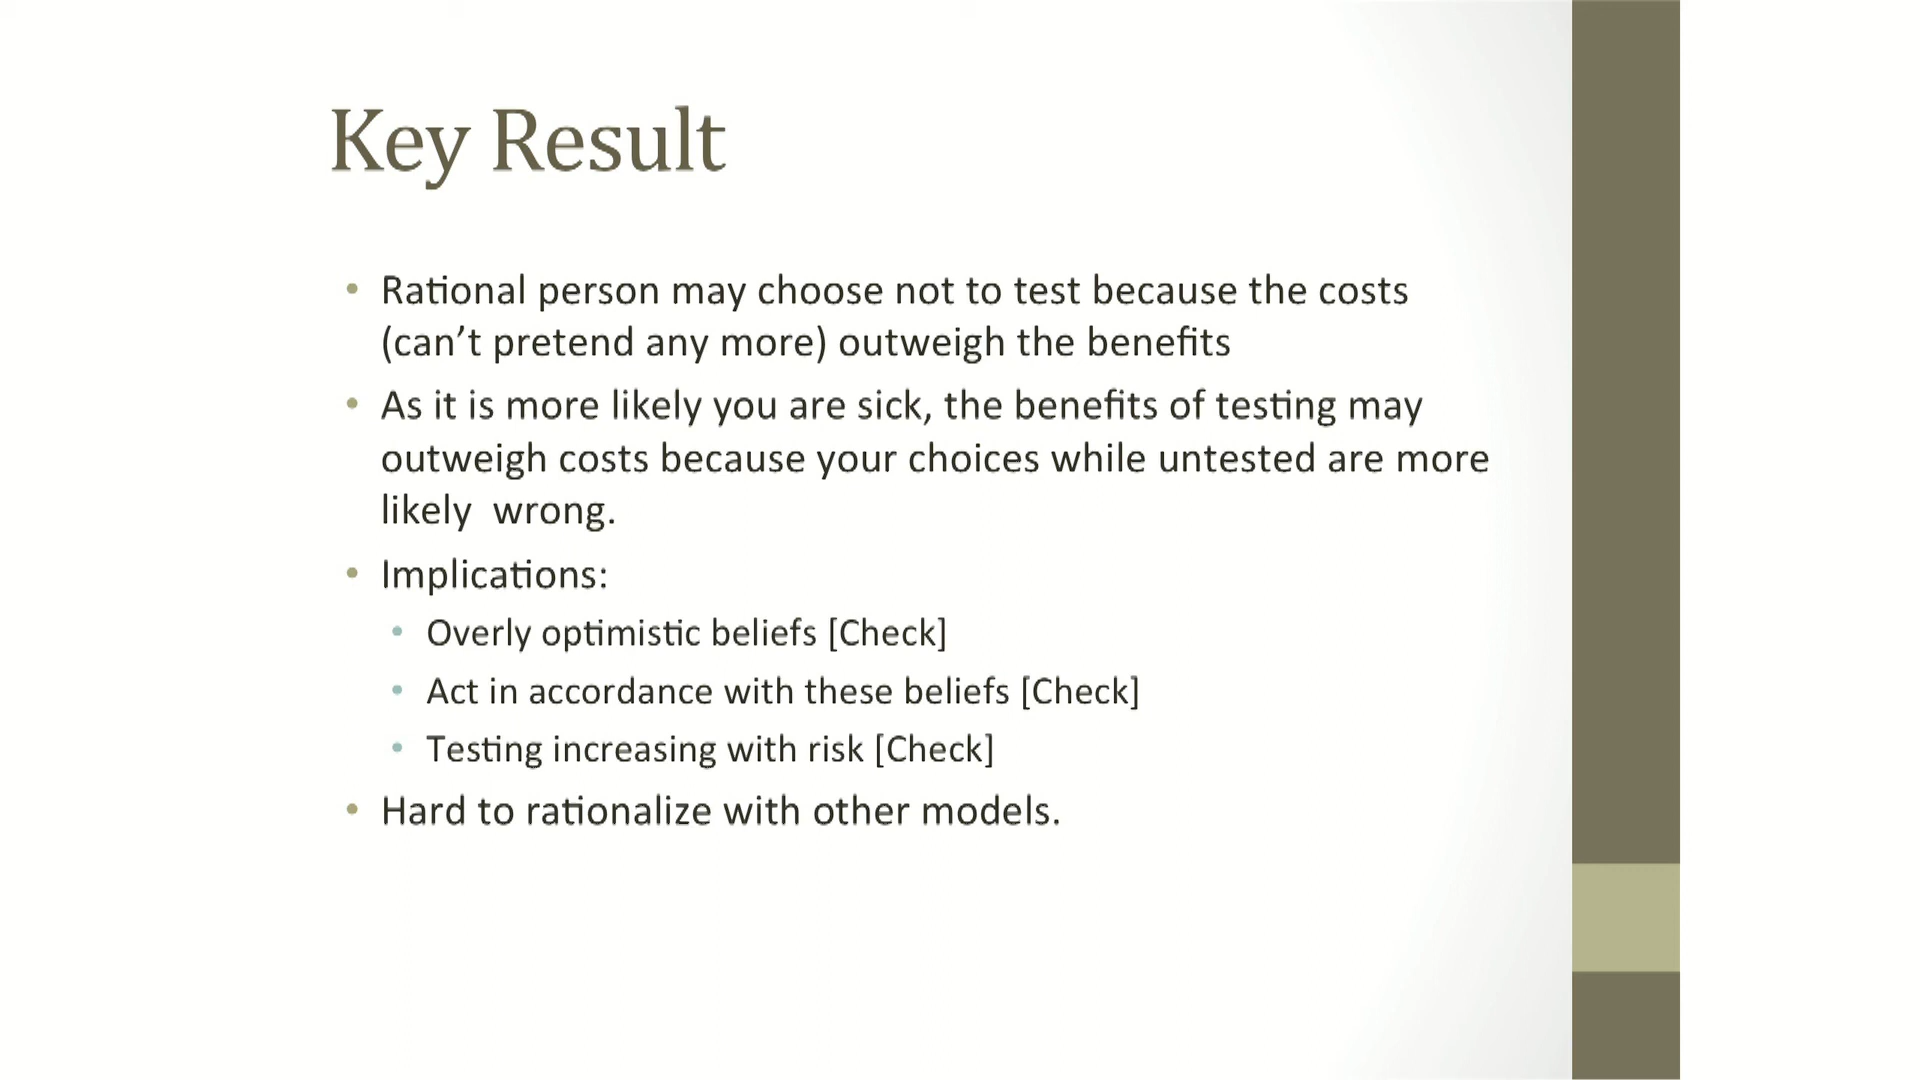 Key Result
• Rational person may choose not to test because the costs
(can't pretend any more) outweigh the benefits
• As it is more likely you are sick, the benefits of testing may
outweigh costs because your choices while untested are more
likely  wrong.
• Implications:
• Overly optimistic beliefs [Check]
• Act in accordance with these beliefs [Check]
• Testing increasing with risk [Check]
• Hard to rationalize with other models.